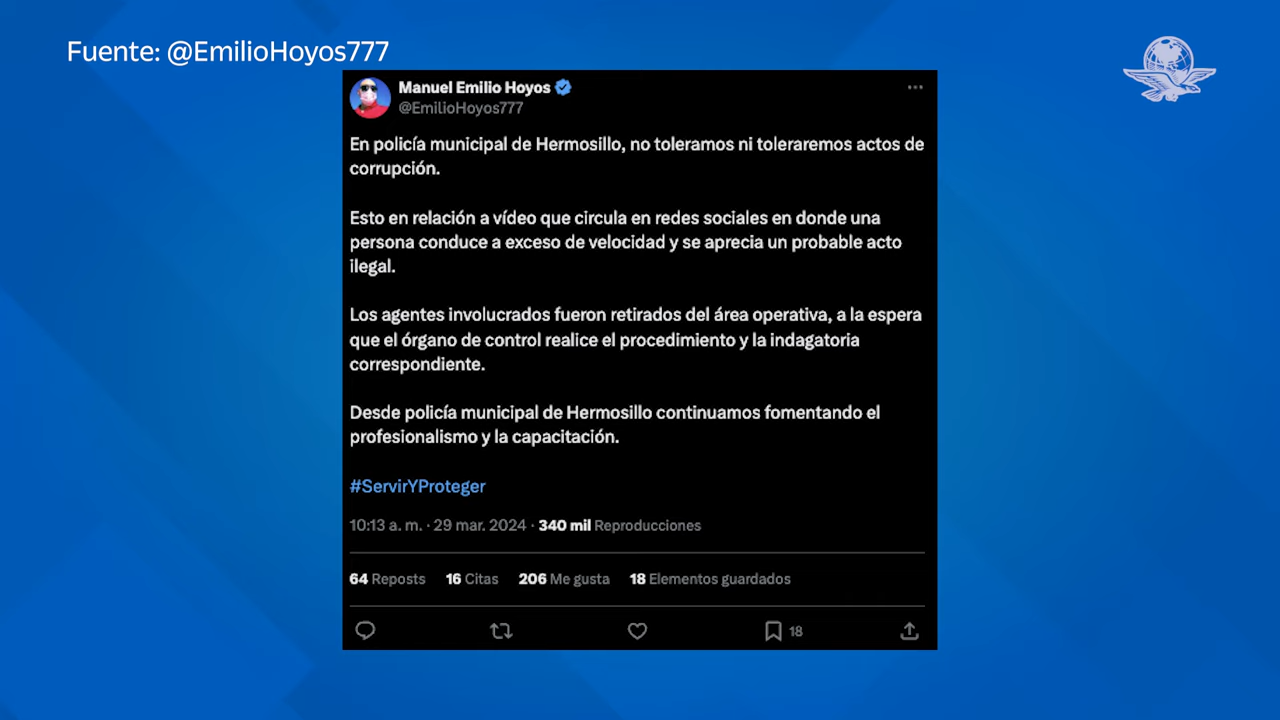 Fuente: @EmilioHoyos777
Manuel Emilio Hoyos
@EmilioHoyos777
En policía municipal de Hermosillo, no toleramos ni toleraremos actos de
corrupción.
Esto en relación a vídeo que circula en redes sociales en donde una
persona conduce a exceso de velocidad y se aprecia un probable acto
ilegal.
Los agentes involucrados fueron retirados del área operativa, a la espera
que el órgano de control realice el procedimiento y la indagatoria
correspondiente.
Desde policía municipal de Hermosillo continuamos fomentando el
profesionalismo y la capacitación.
#ServirYProteger
10:13 a. m. · 29 mar. 2024 · 340 mil Reproducciones
64 Reposts 16 Citas 206 Me gusta 18 Elementos guardados
18